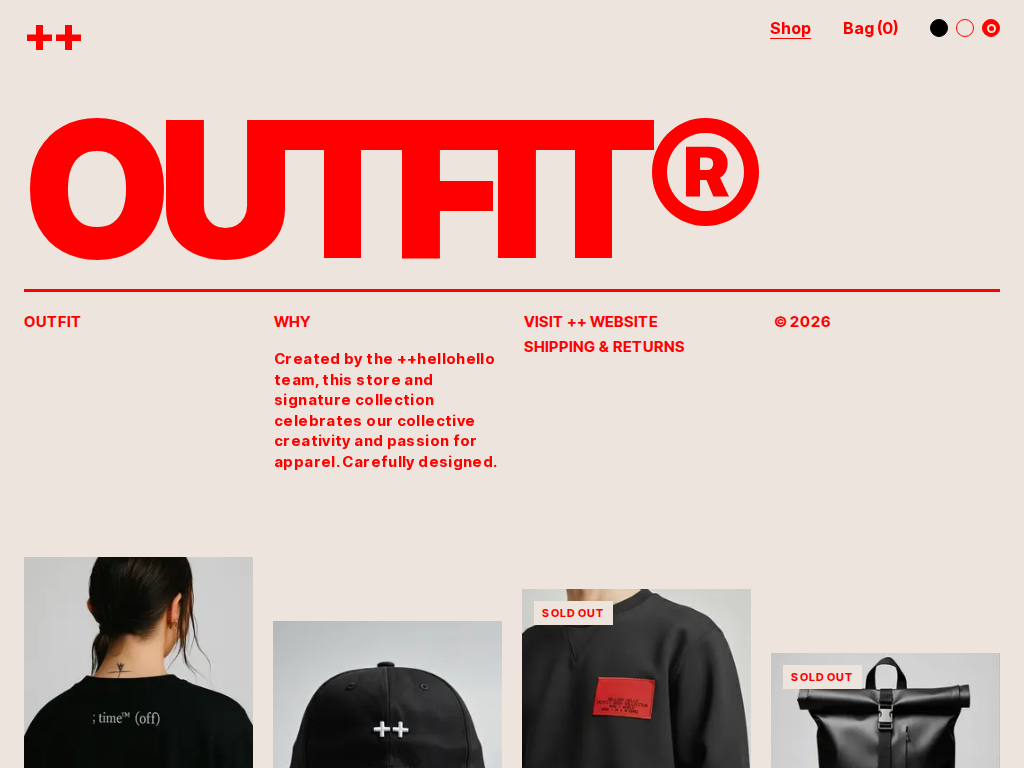 ++
Shop
Bag (0)
OUTFIT®
OUTFIT
WHY
Created by the ++hellohello
team, this store and
signature collection
celebrates our collective
creativity and passion for
apparel. Carefully designed.
VISIT ++ WEBSITE
SHIPPING & RETURNS
© 2026
; time™ (off)
++
SOLD OUT
SOLD OUT